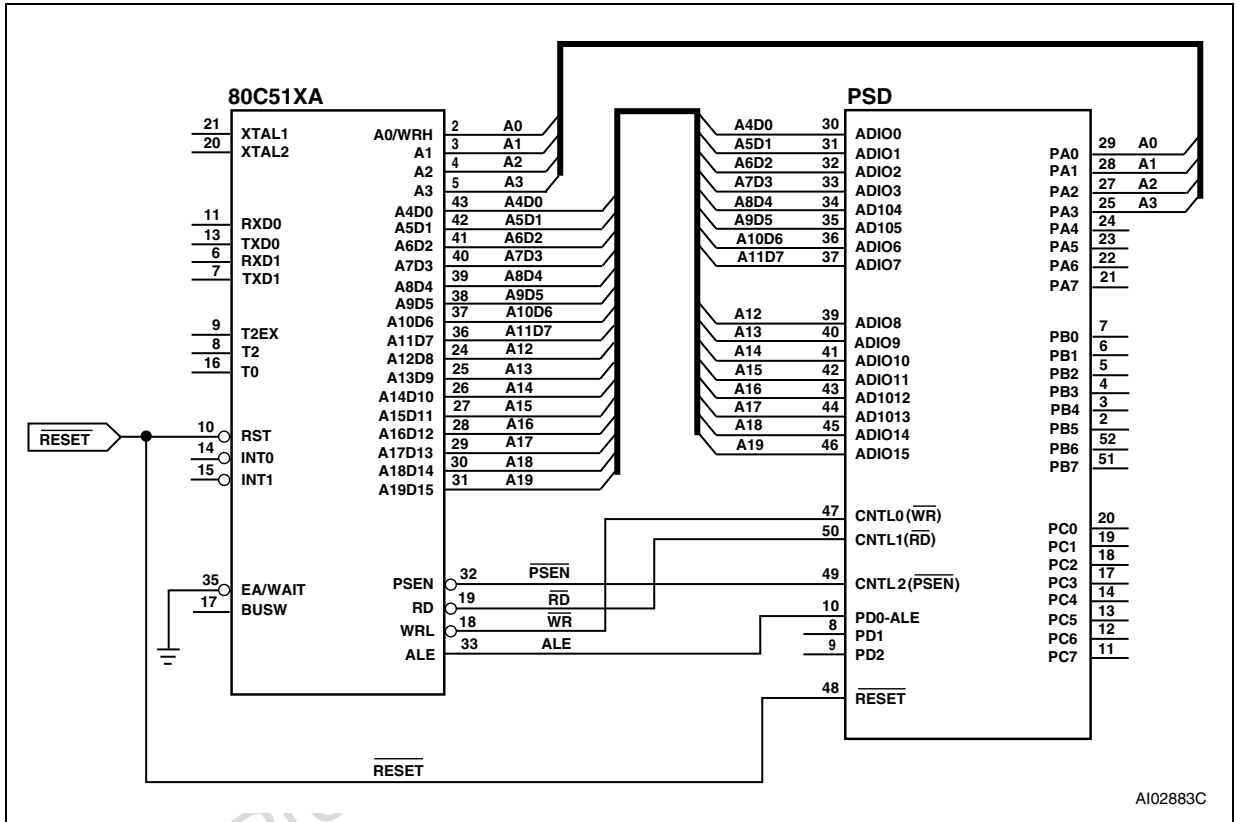 80C51XA
21 XTAL1
20 XTAL2
11 RXD0
13 TXD0
6 RXD1
7 TXD1
9 T2EX
8 T2
16 T0
RESET
10 RST
14 INT0
15 INT1
35 EA/WAIT
17 BUSW
A0/WRH 2 A0
A1 3 A1
A2 4 A2
A3 5 A3
A4D0 43 A4D0
A5D1 42 A5D1
A6D2 41 A6D2
A7D3 40 A7D3
A8D4 39 A8D4
A9D5 38 A9D5
A10D6 37 A10D6
A11D7 36 A11D7
A12D8 24 A12
A13D9 25 A13
A14D10 26 A14
A15D11 27 A15
A16D12 28 A16
A17D13 29 A17
A18D14 30 A18
A19D15 31 A19
PSEN 32 PSEN
RD 19 RD
WRL 18 WR
ALE 33 ALE
PSD
A4D0 30 ADIO0
A5D1 31 ADIO1
A6D2 32 ADIO2
A7D3 33 ADIO3
A8D4 34 AD104
A9D5 35 AD105
A10D6 36 ADIO6
A11D7 37 ADIO7
A12 39 ADIO8
A13 40 ADIO9
A14 41 ADIO10
A15 42 ADIO11
A16 43 AD1012
A17 44 AD1013
A18 45 ADIO14
A19 46 ADIO15
47 CNTL0(WR)
50 CNTL1(RD)
49 CNTL2(PSEN)
10 PD0-ALE
8 PD1
9 PD2
48 RESET
PA0 29 A0
PA1 28 A1
PA2 27 A2
PA3 25 A3
PA4 24
PA5 23
PA6 22
PA7 21
PB0 7
PB1 6
PB2 5
PB3 4
PB4 3
PB5 2
PB6 52
PB7 51
PC0 20
PC1 19
PC2 18
PC3 17
PC4 14
PC5 13
PC6 12
PC7 11
RESET
AI02883C